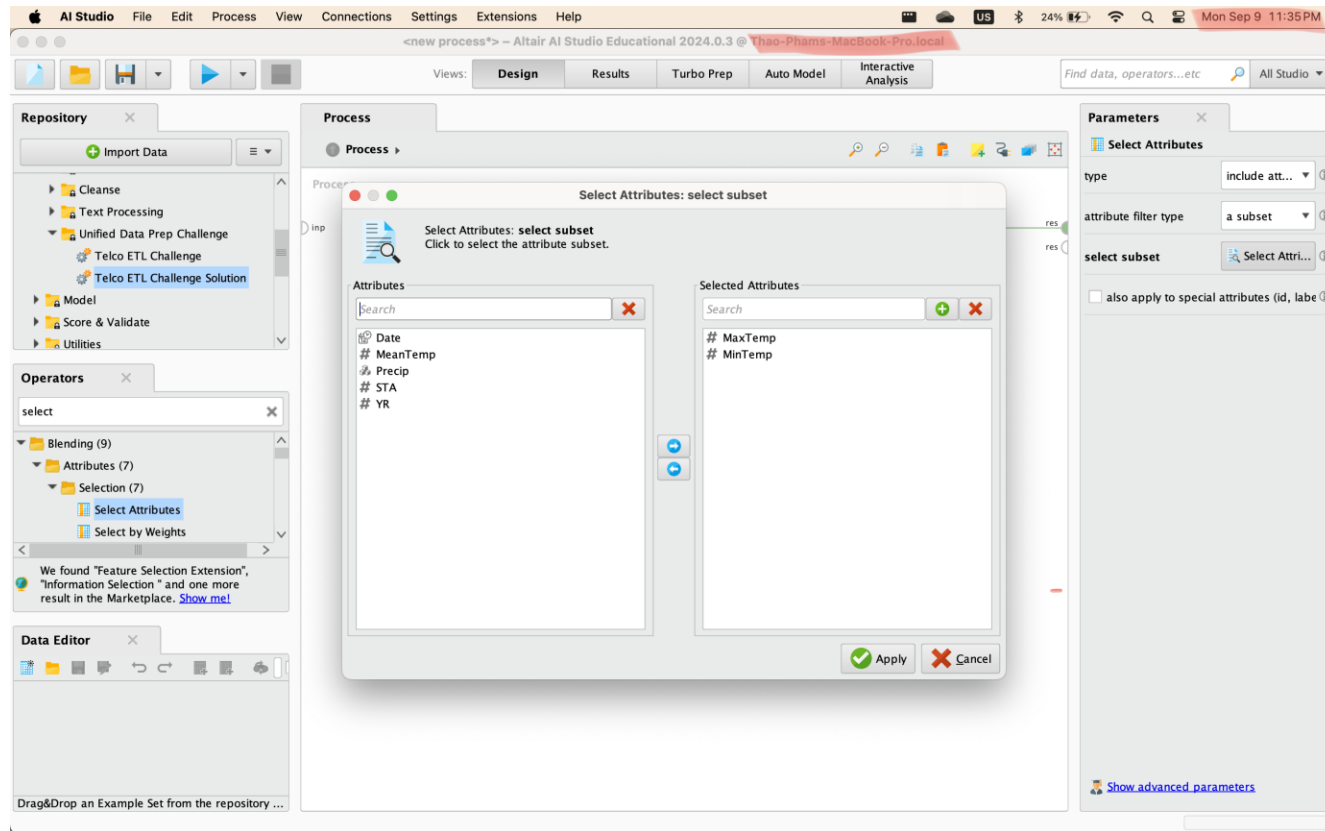 AI Studio File Edit Process View Connections Settings Extensions Help US 24% Mon Sep 9 11:35 PM
<new process*> – Altair AI Studio Educational 2024.0.3 @ Thao-Phams-MacBook-Pro.local
Views: Design Results Turbo Prep Auto Model Interactive Analysis Find data, operators...etc All Studio
Repository
Import Data
Cleanse
Text Processing
Unified Data Prep Challenge
Telco ETL Challenge
Telco ETL Challenge Solution
Model
Score & Validate
Utilities
Operators
select
Blending (9)
Attributes (7)
Selection (7)
Select Attributes
Select by Weights
We found "Feature Selection Extension",
"Information Selection " and one more
result in the Marketplace. Show me!
Data Editor
Drag&Drop an Example Set from the repository ...
Process
Process
Process
inp
res
res
Select Attributes: select subset
Select Attributes: select subset
Click to select the attribute subset.
Attributes
Search
Date
MeanTemp
Precip
STA
YR
Selected Attributes
Search
MaxTemp
MinTemp
Apply
Cancel
Parameters
Select Attributes
type include att...
attribute filter type a subset
select subset Select Attri...
also apply to special attributes (id, labe
Show advanced parameters